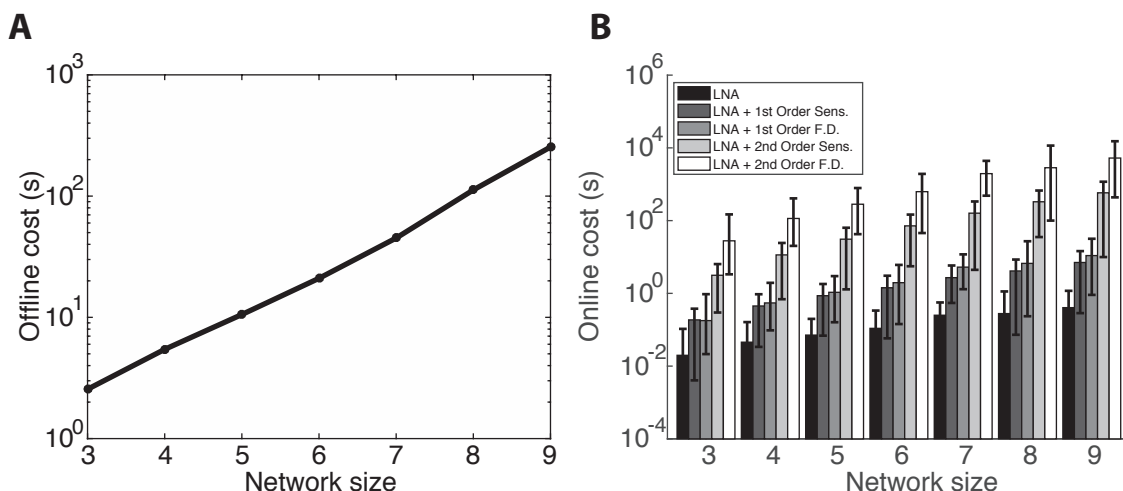 A
Offline cost (s)
10^3
10^2
10^1
10^0
3 4 5 6 7 8 9
Network size
B
Online cost (s)
10^6
10^4
10^2
10^0
10^-2
10^-4
LNA
LNA + 1st Order Sens.
LNA + 1st Order F.D.
LNA + 2nd Order Sens.
LNA + 2nd Order F.D.
3 4 5 6 7 8 9
Network size